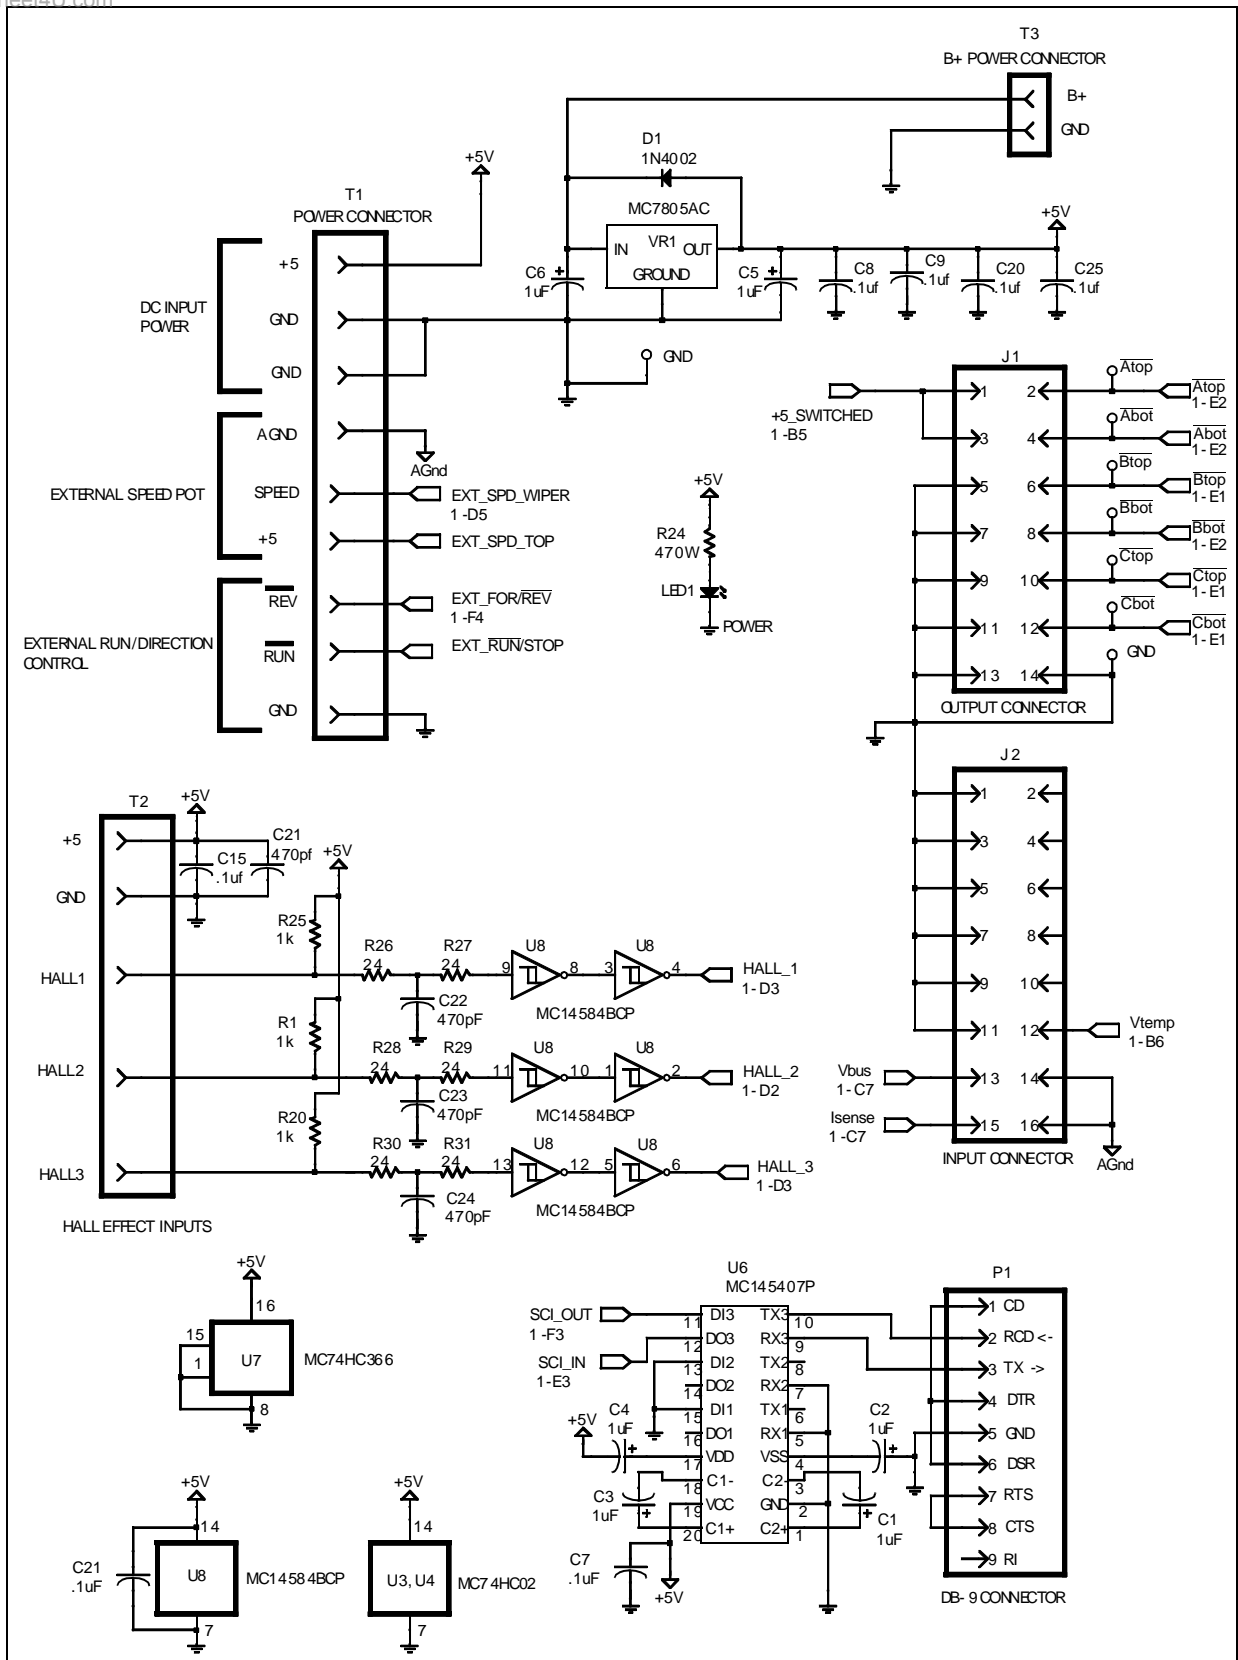 T3
B+ POWER CONNECTOR
B+
GND
D1
1N4002
+5V
T1
POWER CONNECTOR
MC7805AC
IN VR1 OUT
GROUND
+5V
+5
C6
1uF
+
C5
1uF
+
C8
.1uf
C9
.1uf
C20
.1uf
C25
.1uf
DC INPUT
POWER
GND
GND
GND
J1
+5_SWITCHED
1-B5
1 2
3 4
5 6
7 8
9 10
11 12
13 14
Atop
Atop
1-E2
Abot
Abot
1-E2
Btop
Btop
1-E1
Bbot
Bbot
1-E2
Ctop
Ctop
1-E1
Cbot
Cbot
1-E1
GND
OUTPUT CONNECTOR
AGND
AGnd
EXTERNAL SPEED POT
SPEED
EXT_SPD_WIPER
1-D5
+5
EXT_SPD_TOP
+5V
R24
470W
LED1
POWER
REV
EXT_FOR/REV
1-F4
EXTERNAL RUN/DIRECTION
CONTROL
RUN
EXT_RUN/STOP
GND
J2
1 2
3 4
5 6
7 8
9 10
11 12
13 14
15 16
Vtemp
1-B6
Vbus
1-C7
Isense
1-C7
AGnd
INPUT CONNECTOR
T2
+5V
+5
C15
.1uf
C21
470pf
+5V
GND
R25
1k
HALL1
R26
24
R27
24
C22
470pF
U8
9 8
U8
3 4
MC14584BCP
HALL_1
1-D3
R1
1k
HALL2
R28
24
R29
24
C23
470pF
U8
11 10
U8
1 2
MC14584BCP
HALL_2
1-D2
R20
1k
HALL3
R30
24
R31
24
C24
470pF
U8
13 12
U8
5 6
MC14584BCP
HALL_3
1-D3
HALL EFFECT INPUTS
+5V
16
15
1
U7
8
MC74HC366
U6
MC145407P
SCI_OUT
1-F3
SCI_IN
1-E3
11 DI3 TX3 10
12 DO3 RX3 9
13 DI2 TX2 8
14 DO2 RX2 7
15 DI1 TX1 6
16 DO1 RX1 5
17 VDD VSS 4
18 C1- C2- 3
19 VCC GND 2
20 C1+ C2+ 1
+5V
C4
1uF
+
C2
1uF
+
C3
1uF
+
C1
1uF
+
C7
.1uF
+5V
P1
1 CD
2 RCD <-
3 TX ->
4 DTR
5 GND
6 DSR
7 RTS
8 CTS
9 RI
DB-9 CONNECTOR
+5V
14
C21
.1uF
U8
7
MC14584BCP
+5V
14
U3, U4
7
MC74HC02